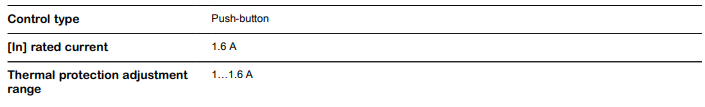 Control type Push-button
[In] rated current 1.6 A
Thermal protection adjustment 1…1.6 A
range